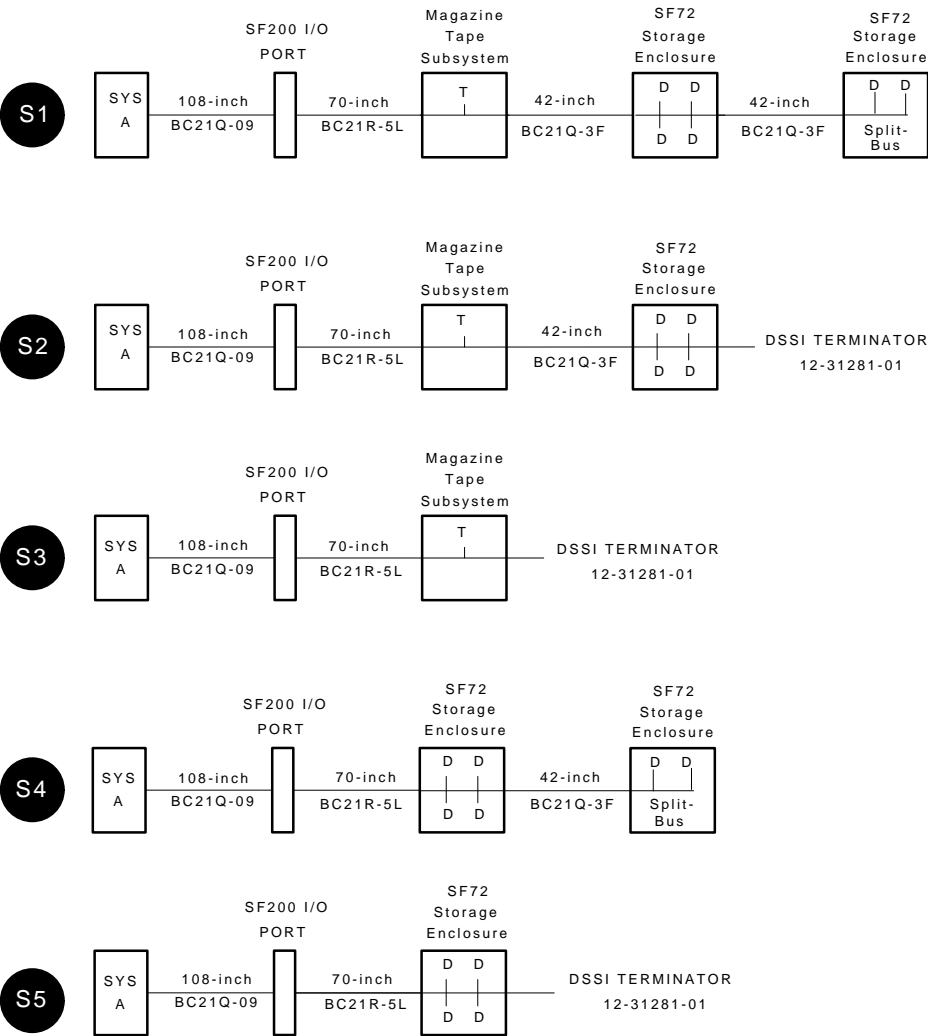 Magazine
Tape
Subsystem
SF72
Storage
Enclosure
SF72
Storage
Enclosure
SF200 I/O
PORT
S1
SYS
A
108-inch
BC21Q-09
70-inch
BC21R-5L
T
42-inch
BC21Q-3F
D D
D D
42-inch
BC21Q-3F
D D
Split-
Bus
Magazine
Tape
Subsystem
SF72
Storage
Enclosure
SF200 I/O
PORT
S2
SYS
A
108-inch
BC21Q-09
70-inch
BC21R-5L
T
42-inch
BC21Q-3F
D D
D D
DSSI TERMINATOR
12-31281-01
Magazine
Tape
Subsystem
SF200 I/O
PORT
S3
SYS
A
108-inch
BC21Q-09
70-inch
BC21R-5L
T
DSSI TERMINATOR
12-31281-01
SF72
Storage
Enclosure
SF72
Storage
Enclosure
SF200 I/O
PORT
S4
SYS
A
108-inch
BC21Q-09
70-inch
BC21R-5L
D D
D D
42-inch
BC21Q-3F
D D
Split-
Bus
SF72
Storage
Enclosure
SF200 I/O
PORT
S5
SYS
A
108-inch
BC21Q-09
70-inch
BC21R-5L
D D
D D
DSSI TERMINATOR
12-31281-01